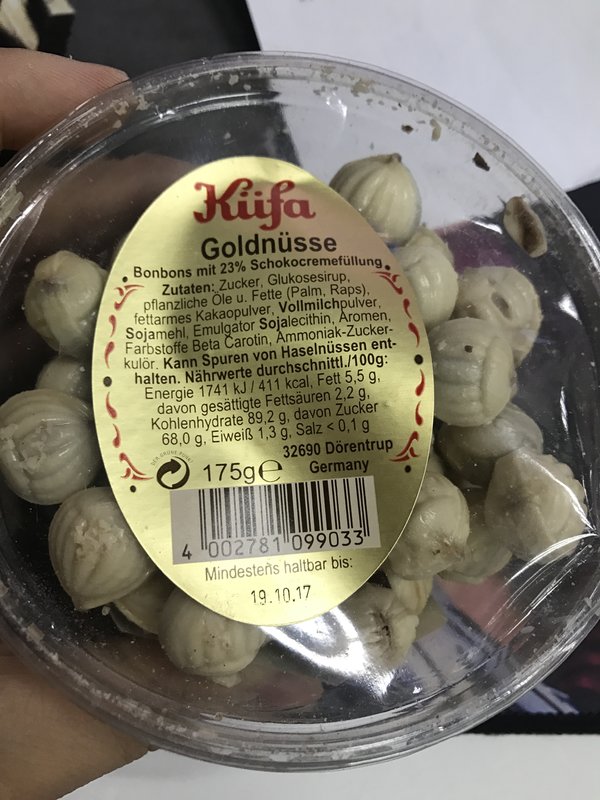 Küfa
Goldnüsse
Bonbons mit 23% Schokocremefüllung.
Zutaten: Zucker, Glukosesirup,
pflanzliche Öle u. Fette (Palm, Raps),
fettarmes Kakaopulver, Vollmilchpulver,
Sojamehl, Emulgator Sojalecithin, Aromen,
Farbstoffe Beta Carotin, Ammoniak-Zucker-
kulör. Kann Spuren von Haselnüssen ent-
halten. Nährwerte durchschnittl./100g:
Energie 1741 kJ / 411 kcal, Fett 5,5 g,
davon gesättigte Fettsäuren 2,2 g,
Kohlenhydrate 89,2 g, davon Zucker
68,0 g, Eiweiß 1,3 g, Salz < 0,1 g
DER GRÜNE PUNKT
175g℮
32690 Dörentrup
Germany
4 002781 099033
Mindestens haltbar bis:
19.10.17